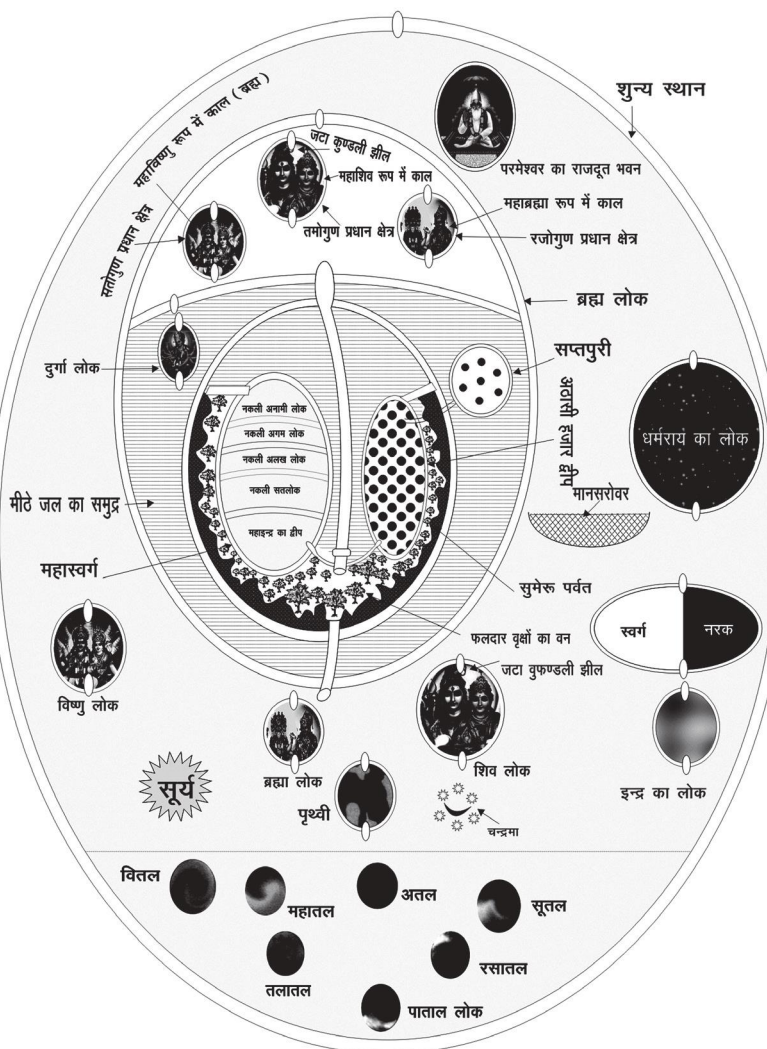 शुन्य स्थान
महाविष्णु रूप में काल (ब्रह्म)
जटा कुण्डली झील
महाशिव रूप में काल
परमेश्वर का राजदूत भवन
महाब्रह्मा रूप में काल
तमोगुण प्रधान क्षेत्र
रजोगुण प्रधान क्षेत्र
सतोगुण प्रधान क्षेत्र
ब्रह्म लोक
सप्तपुरी
दुर्गा लोक
अठासी हजार द्वीप
नकली अनामी लोक
नकली अगम लोक
नकली अलख लोक
नकली सतलोक
महाइन्द्र का द्वीप
धर्मराय का लोक
मानसरोवर
मीठे जल का समुद्र
महास्वर्ग
सुमेरू पर्वत
स्वर्ग
नरक
फलदार वृक्षों का वन
जटा वुफण्डली झील
विष्णु लोक
ब्रह्मा लोक
शिव लोक
इन्द्र का लोक
सूर्य
पृथ्वी
चन्द्रमा
वितल
महातल
अतल
सूतल
तलातल
रसातल
पाताल लोक